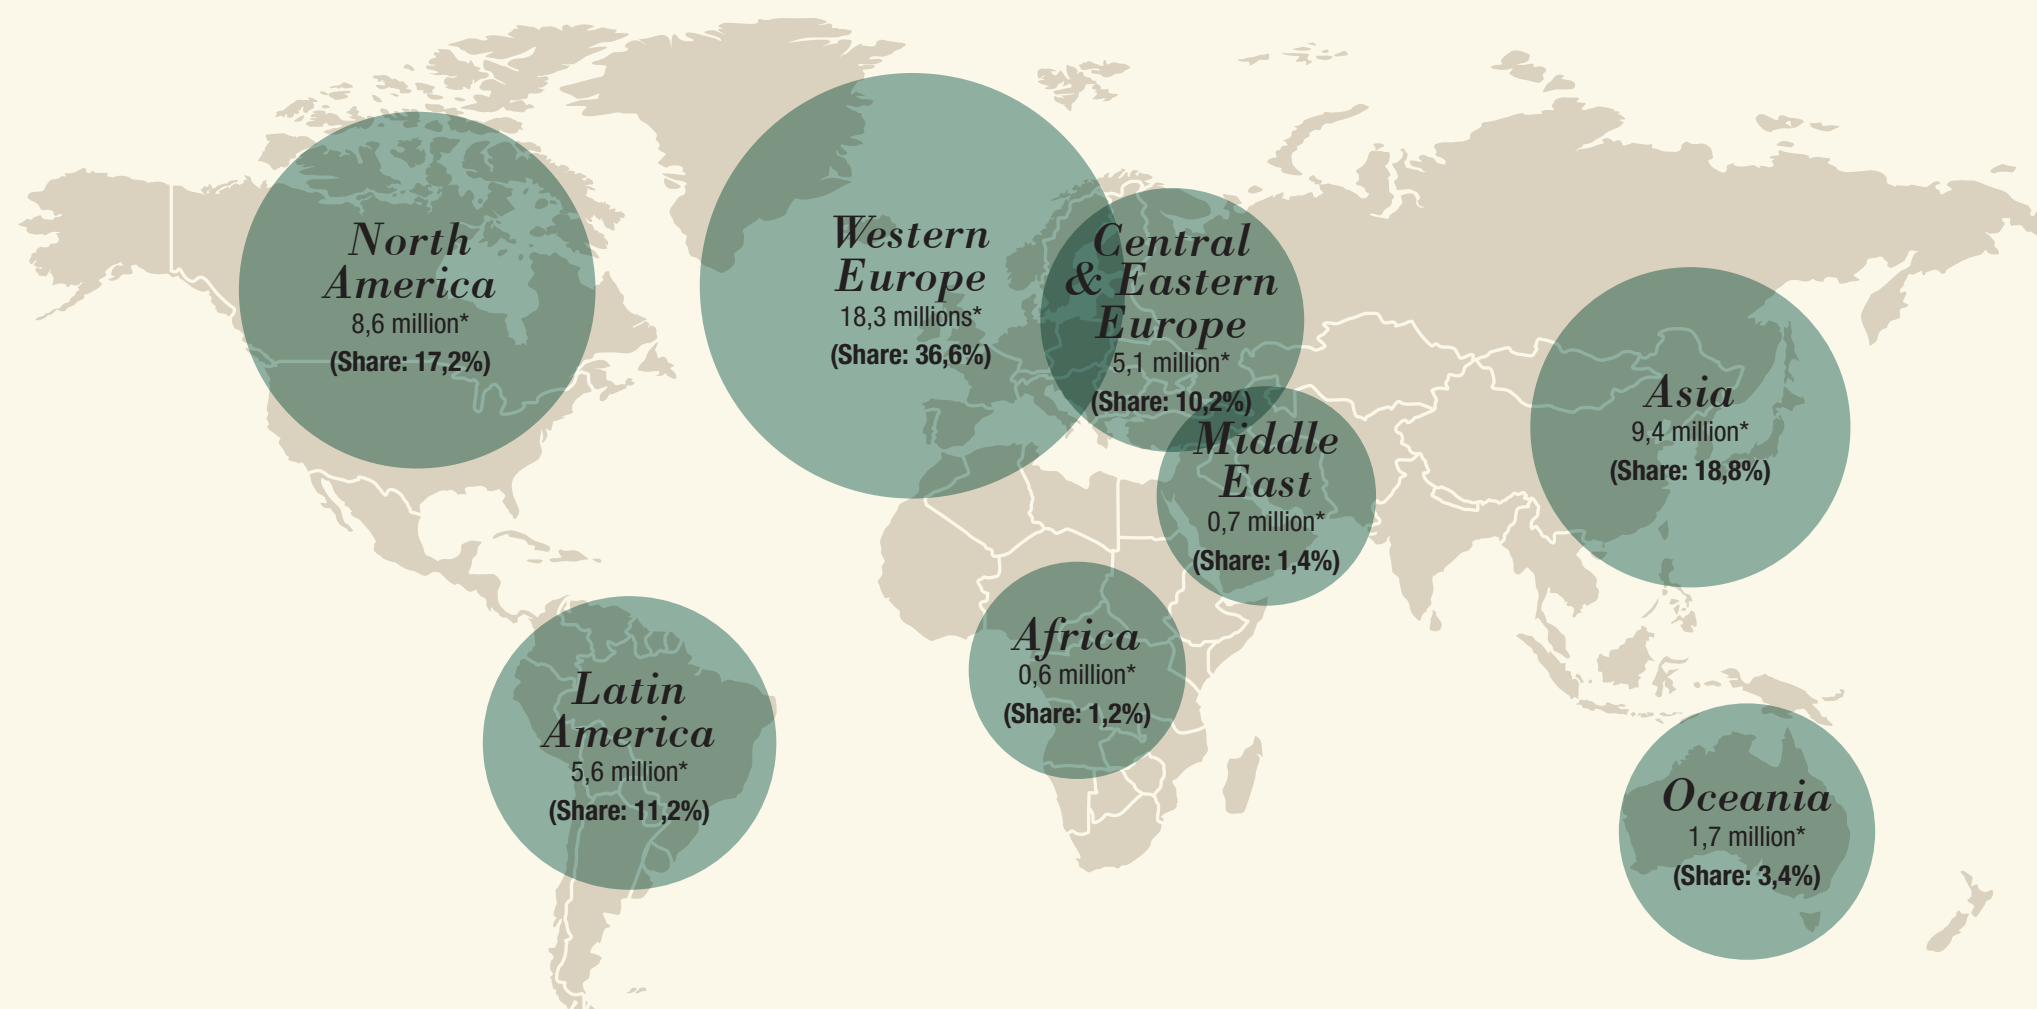 North
America
8,6 million*
(Share: 17,2%)
Western
Europe
18,3 millions*
(Share: 36,6%)
Central
& Eastern
Europe
5,1 million*
(Share: 10,2%)
Middle
East
0,7 million*
(Share: 1,4%)
Asia
9,4 million*
(Share: 18,8%)
Latin
America
5,6 million*
(Share: 11,2%)
Africa
0,6 million*
(Share: 1,2%)
Oceania
1,7 million*
(Share: 3,4%)